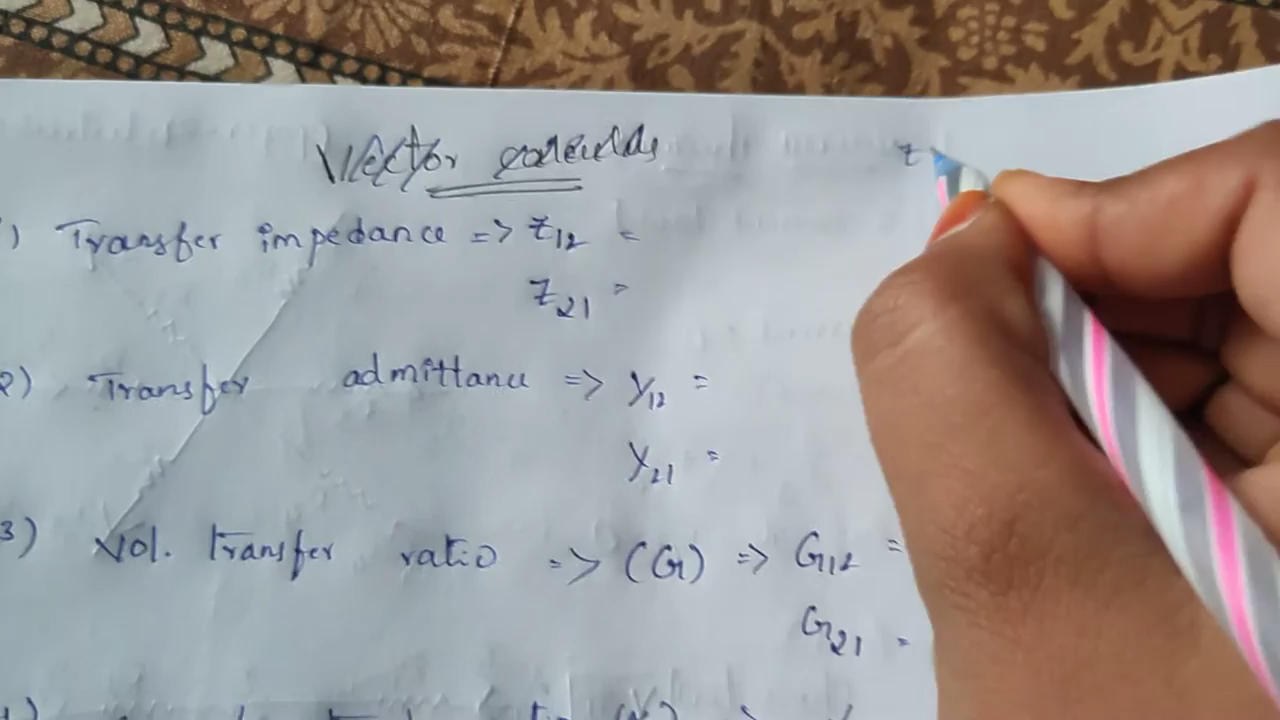 Vector calculus
z
1) Transfer impedance => Z12 =
Z21 =
2) Transfer admittance => Y12 =
Y21 =
3) Vol. transfer ratio => (G) => G12 =
G21 =